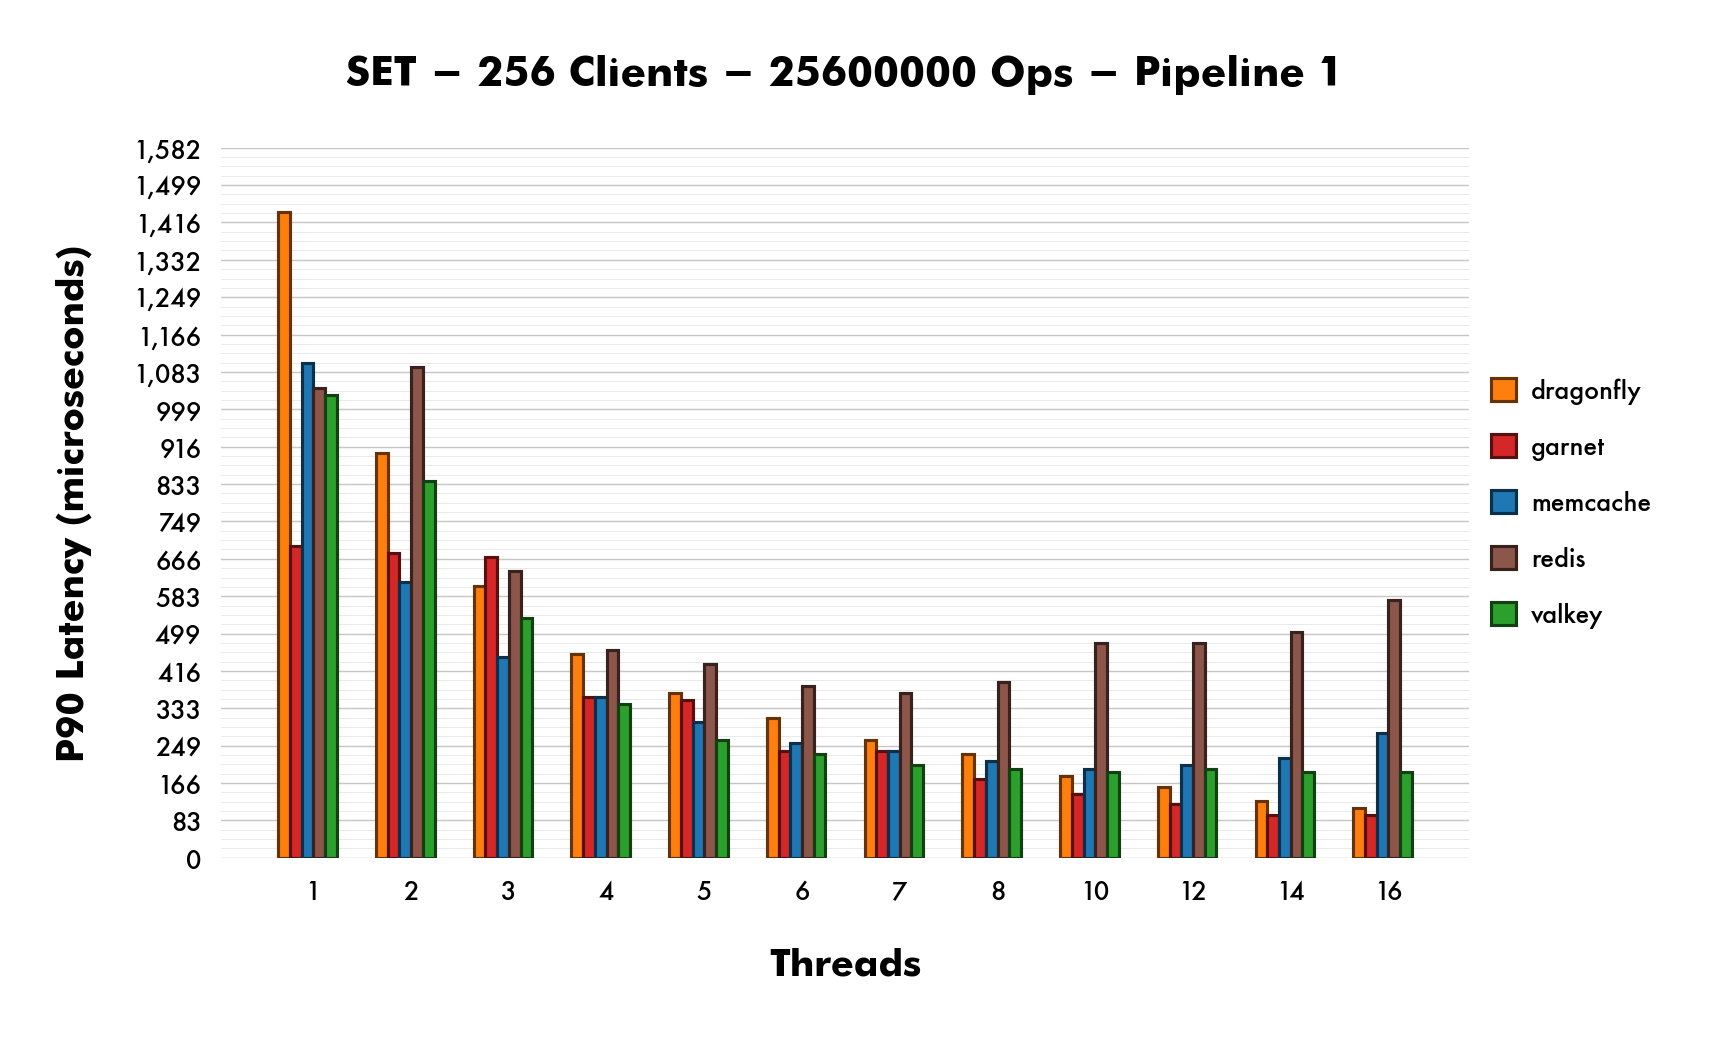 SET – 256 Clients – 25600000 Ops – Pipeline 1
P90 Latency (microseconds)
1,582
1,499
1,416
1,332
1,249
1,166
1,083
999
916
833
749
666
583
499
416
333
249
166
83
0
1 2 3 4 5 6 7 8 10 12 14 16
Threads
dragonfly
garnet
memcache
redis
valkey